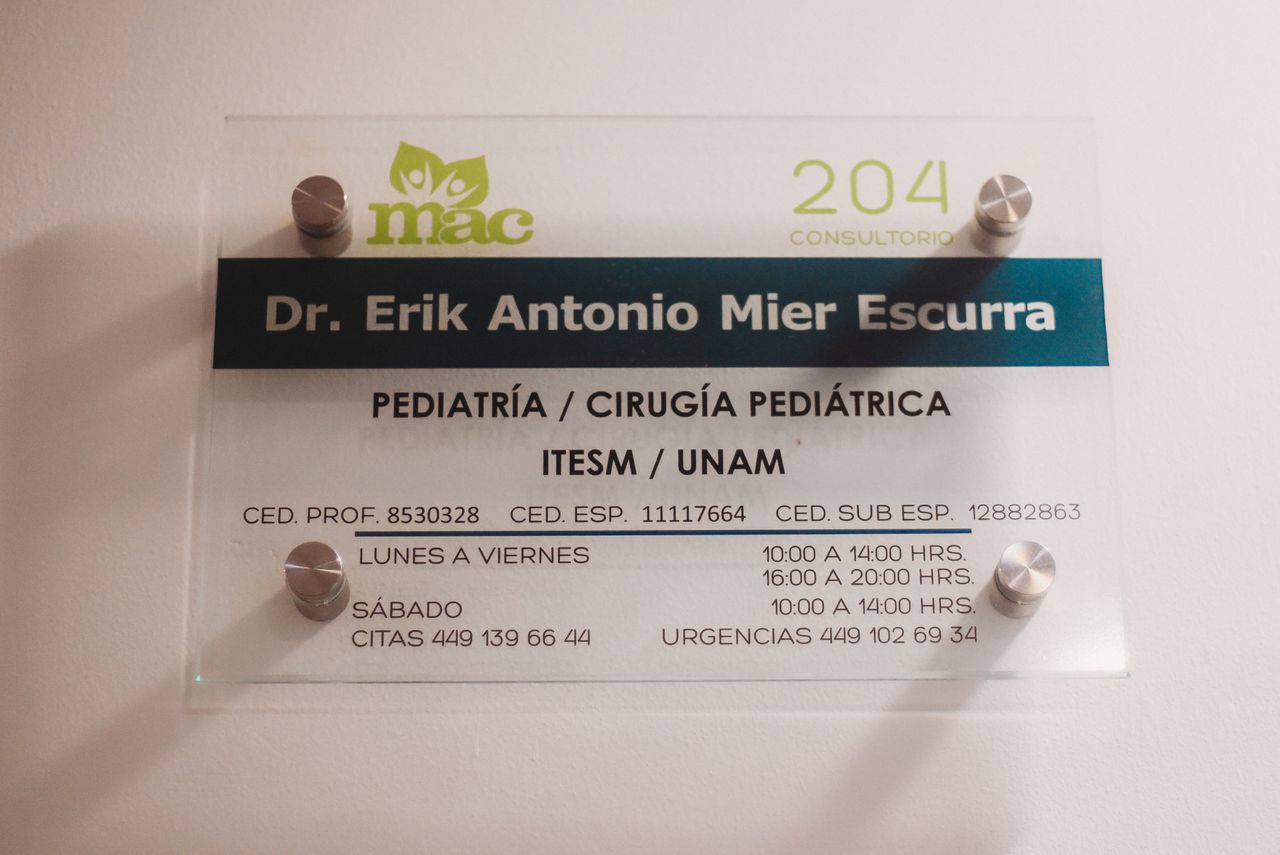 mac
204
CONSULTORIO
Dr. Erik Antonio Mier Escurra
PEDIATRÍA / CIRUGÍA PEDIÁTRICA
ITESM / UNAM
CED. PROF. 8530328 CED. ESP. 11117664 CED. SUB ESP. 12882863
LUNES A VIERNES 10:00 A 14:00 HRS.
16:00 A 20:00 HRS.
SÁBADO 10:00 A 14:00 HRS.
CITAS 449 139 66 44 URGENCIAS 449 102 69 34